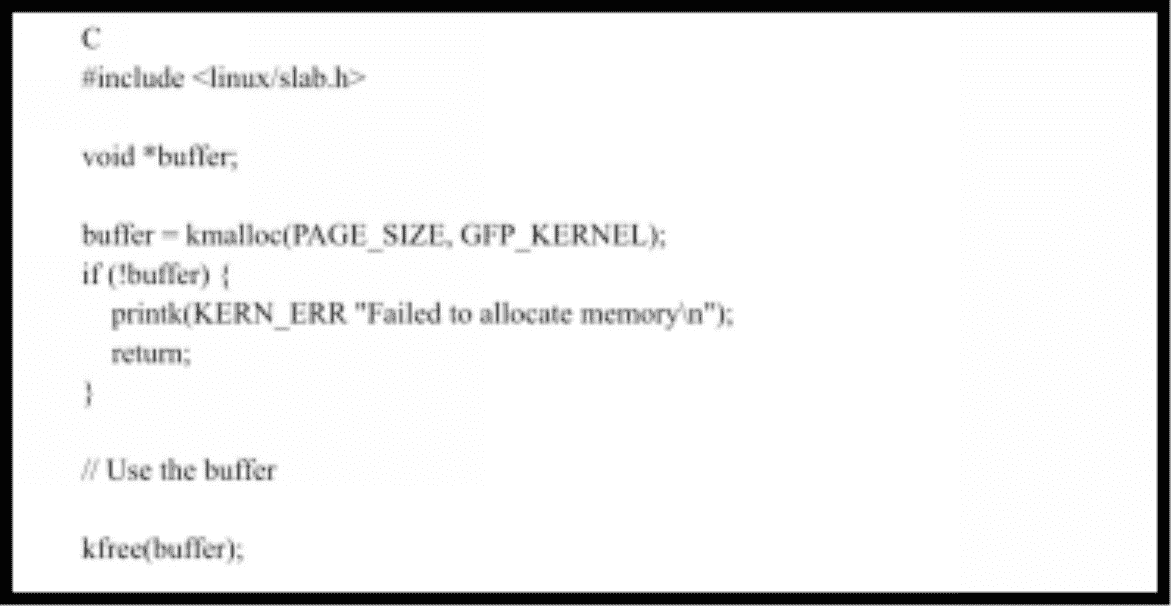 C
#include <linux/slab.h>
void *buffer;
buffer = kmalloc(PAGE_SIZE, GFP_KERNEL);
if (!buffer) {
printk(KERN_ERR "Failed to allocate memory\n");
return;
}
// Use the buffer
kfree(buffer);